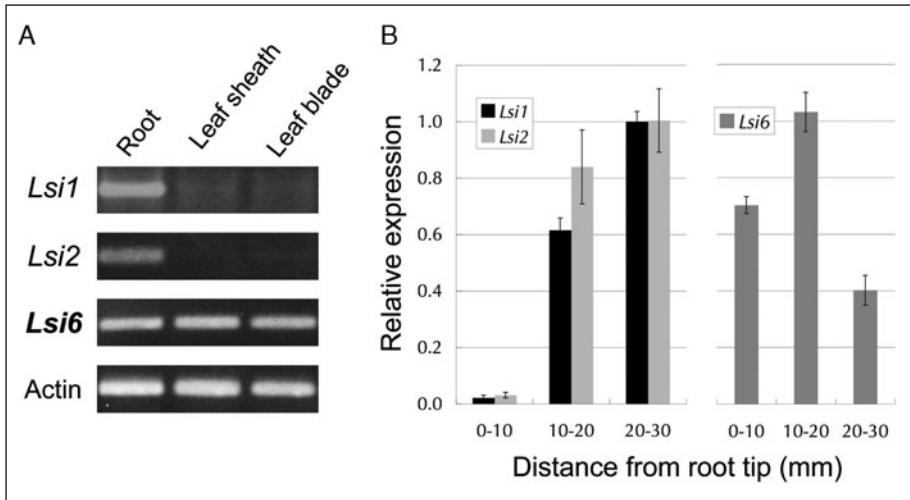 A
Root
Leaf sheath
Leaf blade
Lsi1
Lsi2
Lsi6
Actin
B
Relative expression
1.2
1.0
0.8
0.6
0.4
0.2
0.0
Lsi1
Lsi2
Lsi6
0-10
10-20
20-30
0-10
10-20
20-30
Distance from root tip (mm)